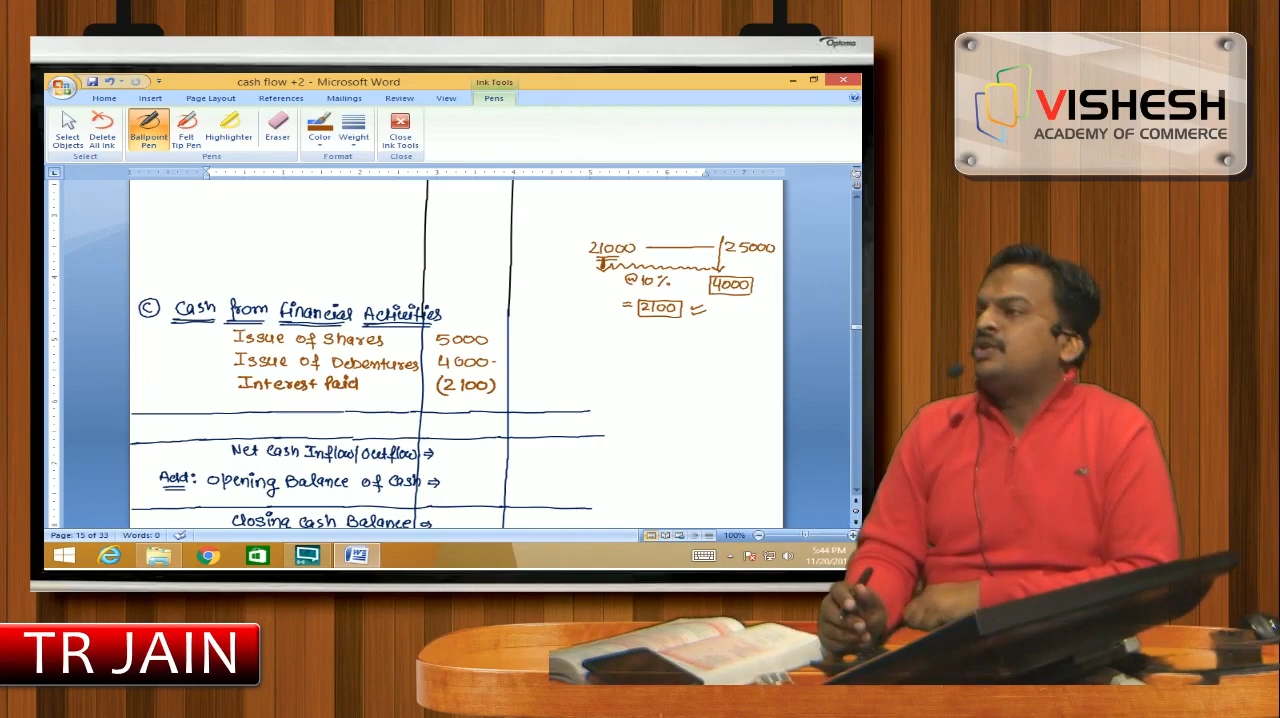 Optoma
cash flow +2 - Microsoft Word
Ink Tools
Home Insert Page Layout References Mailings Review View Pens
Select Objects
Delete All Ink
Ballpoint Pen
Felt Tip Pen
Highlighter
Eraser
Color
Weight
Close Ink Tools
Select
Pens
Format
Close
21000 25000
@10% 4000
= 2100 =
(C) Cash from Financial Activities
Issue of Shares 5000
Issue of Debentures 4000-
Interest Paid (2100)
Net Cash Inflow/Outflow →
Add: Opening Balance of Cash →
Closing Cash Balance →
Page: 15 of 33 Words: 0 100%
5:44 PM
VISHESH
ACADEMY OF COMMERCE
TR JAIN